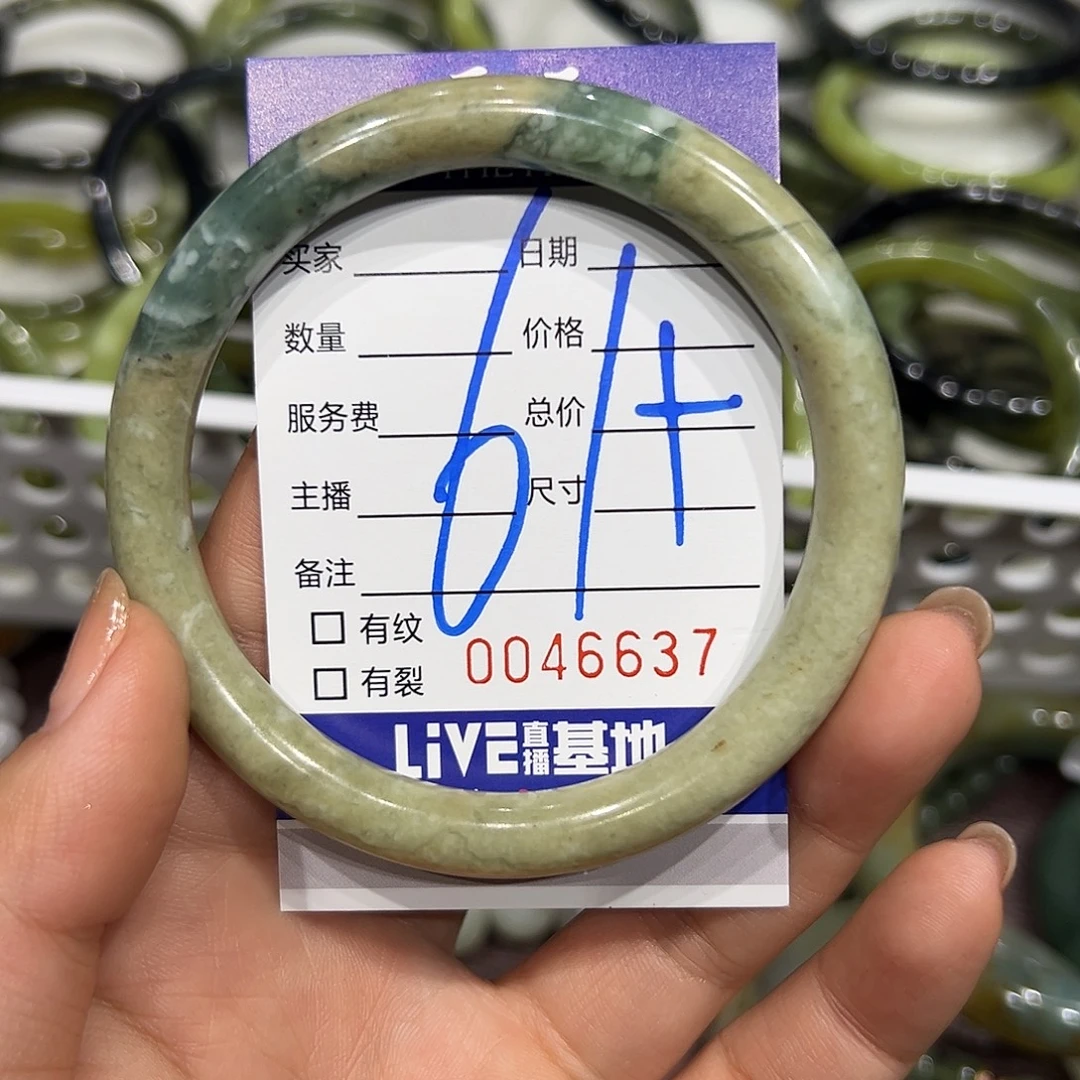 买家 日期
数量 价格
服务费 总价
主播 尺寸
备注
61+
有纹
有裂
0046637
LiVE直播基地